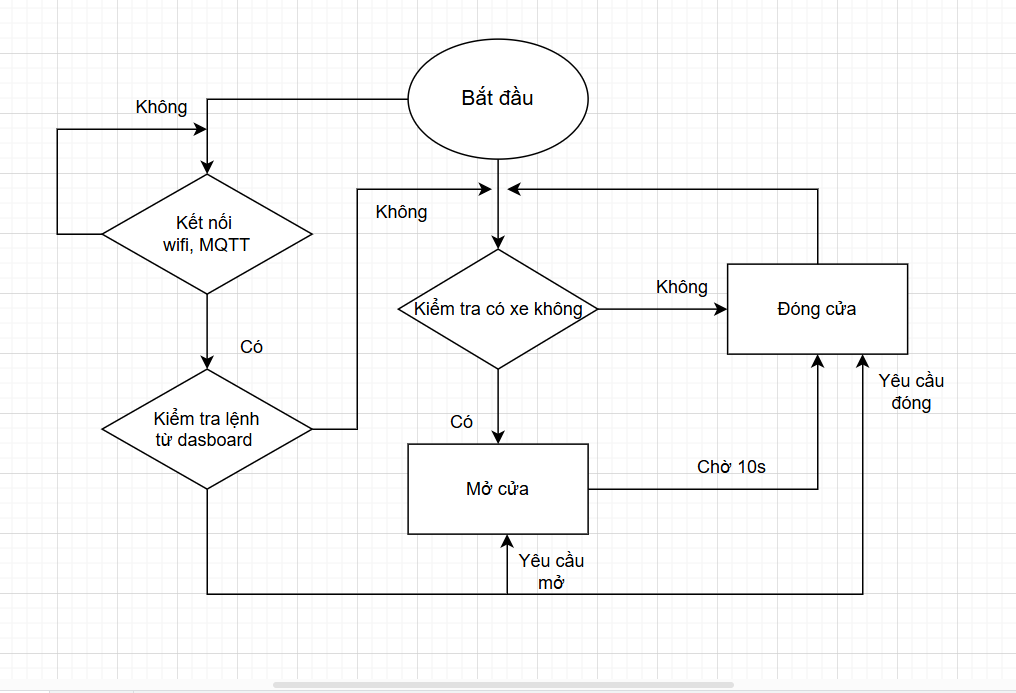 Bắt đầu
Không
Kết nối
wifi, MQTT
Không
Kiểm tra có xe không
Không
Đóng cửa
Có
Kiểm tra lệnh
từ dasboard
Có
Yêu cầu
đóng
Mở cửa
Chờ 10s
Yêu cầu
mở